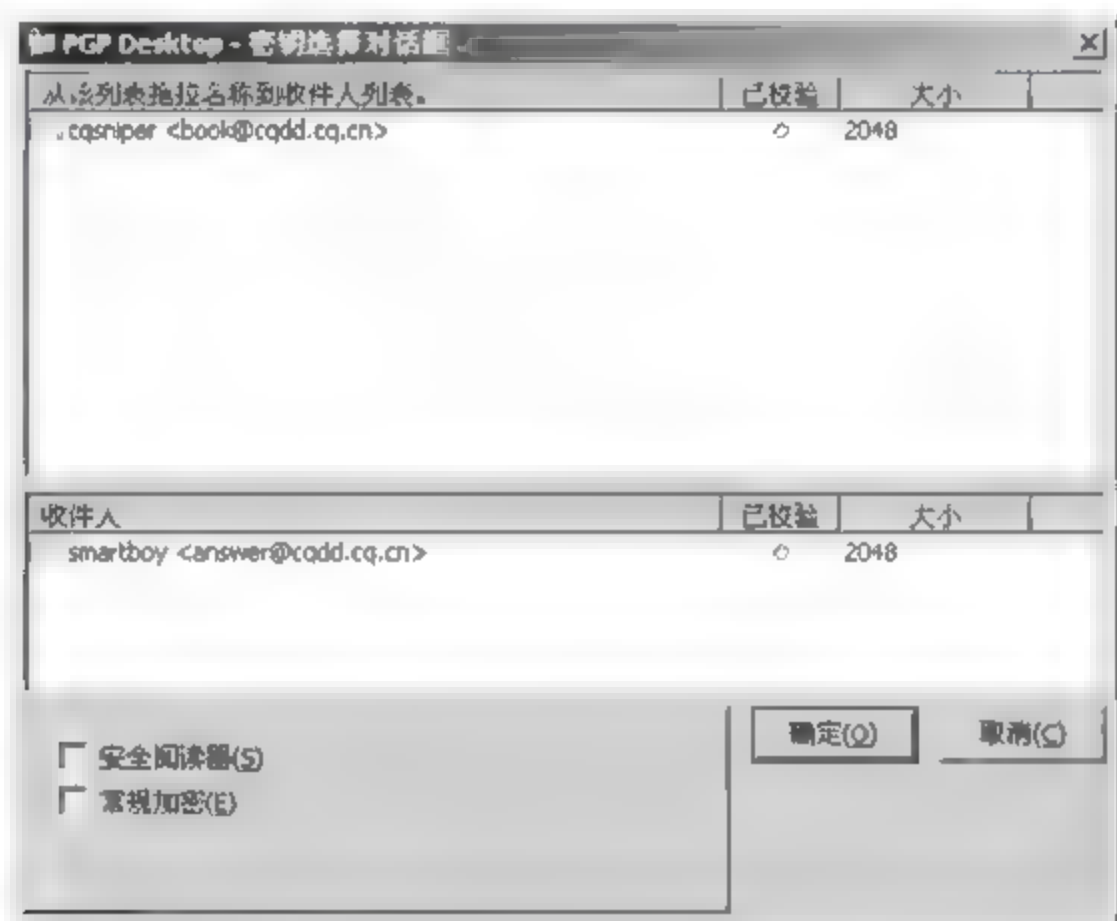 PGP Desktop - 密钥选择对话框
从该列表拖拉名称到收件人列表。 已校验 大小
cqsniper <book@cqdd.cq.cn> 2048
收件人 已校验 大小
smartboy <answer@cqdd.cq.cn> 2048
安全阅读器(S)
常规加密(E)
确定(O) 取消(C)